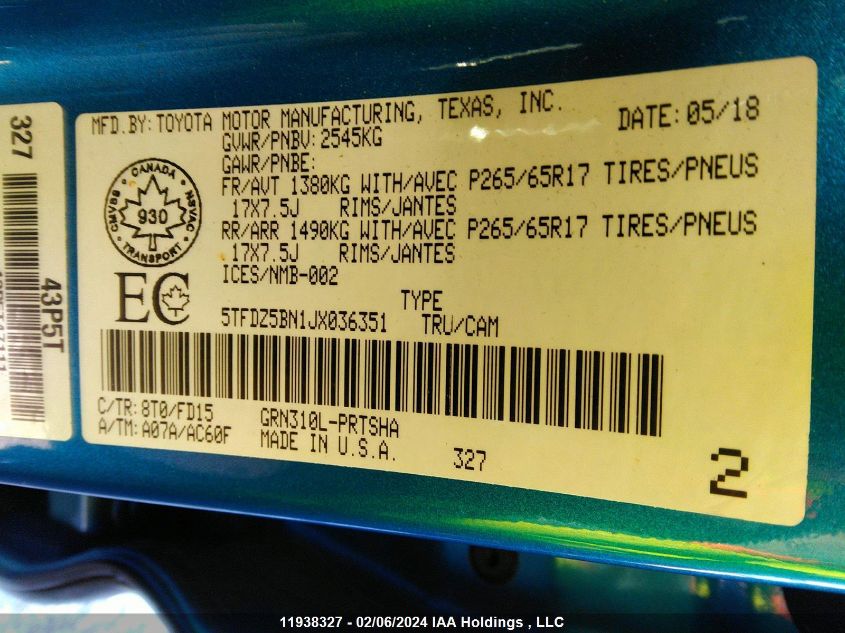 327
43P5T
MFD.BY:TOYOTA MOTOR MANUFACTURING, TEXAS, INC.
DATE:05/18
GVWR/PNBV:2545KG
GAWR/PNBE:
FR/AVT 1380KG WITH/AVEC P265/65R17 TIRES/PNEUS
17X7.5J RIMS/JANTES
RR/ARR 1490KG WITH/AVEC P265/65R17 TIRES/PNEUS
17X7.5J RIMS/JANTES
ICES/NMB-002
CANADA
CMVSS
NSVAC
930
TRANSPORT
EC
TYPE
5TFDZ5BN1JX036351 TRU/CAM
C/TR:8T0/FD15 GRN310L-PRTSHA
A/TM:A07A/AC60F MADE IN U.S.A.
327
2
11938327 - 02/06/2024 IAA Holdings , LLC